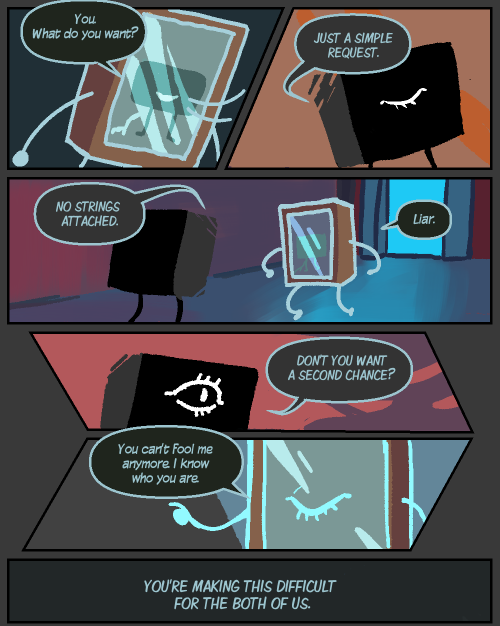 You.
What do you want?
JUST A SIMPLE
REQUEST.
NO STRINGS
ATTACHED.
Liar.
DON'T YOU WANT
A SECOND CHANCE?
You can't fool me
anymore. I know
who you are.
YOU'RE MAKING THIS DIFFICULT
FOR THE BOTH OF US.